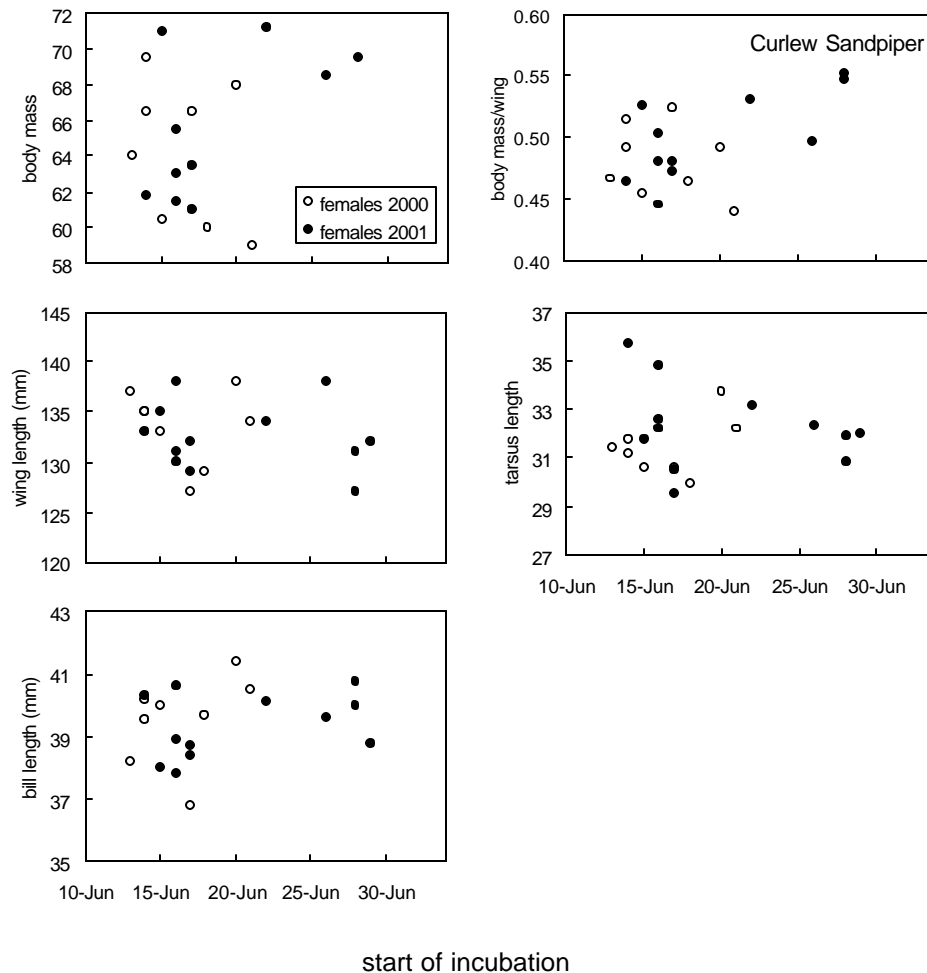 72
70
68
66
64
62
60
58
body mass
females 2000
females 2001
0.60
0.55
0.50
0.45
0.40
body mass/wing
Curlew Sandpiper
145
140
135
130
125
120
wing length (mm)
37
35
33
31
29
27
tarsus length
10-Jun 15-Jun 20-Jun 25-Jun 30-Jun
43
41
39
37
35
bill length (mm)
10-Jun 15-Jun 20-Jun 25-Jun 30-Jun
start of incubation